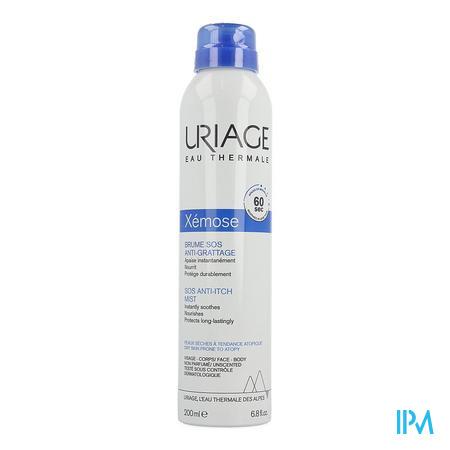 URIAGE
EAU THERMALE
60
sec
Xémose
BRUME SOS
ANTI-GRATTAGE
Apaise instantanément
Nourrit
Protège durablement
SOS ANTI-ITCH
MIST
Instantly soothes
Nourishes
Protects long-lastingly
PEAUX SÈCHES À TENDANCE ATOPIQUE
DRY SKIN PRONE TO ATOPY
VISAGE - CORPS/ FACE - BODY
NON PARFUMÉ/ UNSCENTED
TESTÉ SOUS CONTRÔLE
DERMATOLOGIQUE
URIAGE, L'EAU THERMALE DES ALPES
200 ml e 6.8 fl.oz.
IPM